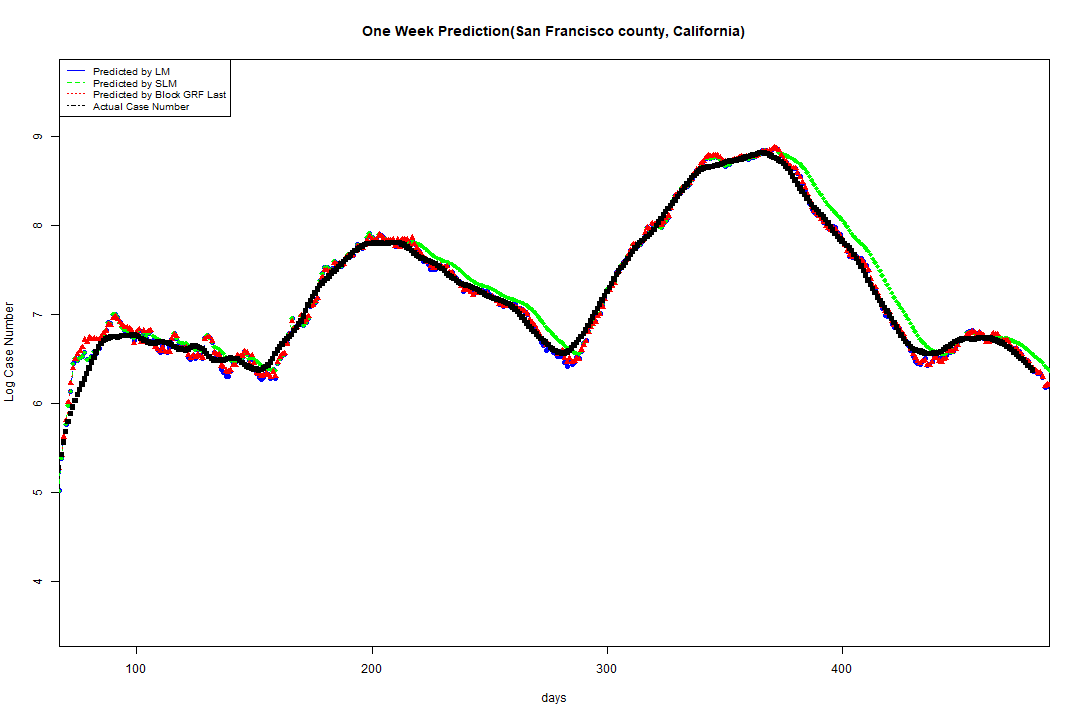 One Week Prediction(San Francisco county, California)
Predicted by LM
Predicted by SLM
Predicted by Block GRF Last
Actual Case Number
9
8
7
6
5
4
Log Case Number
100 200 300 400
days